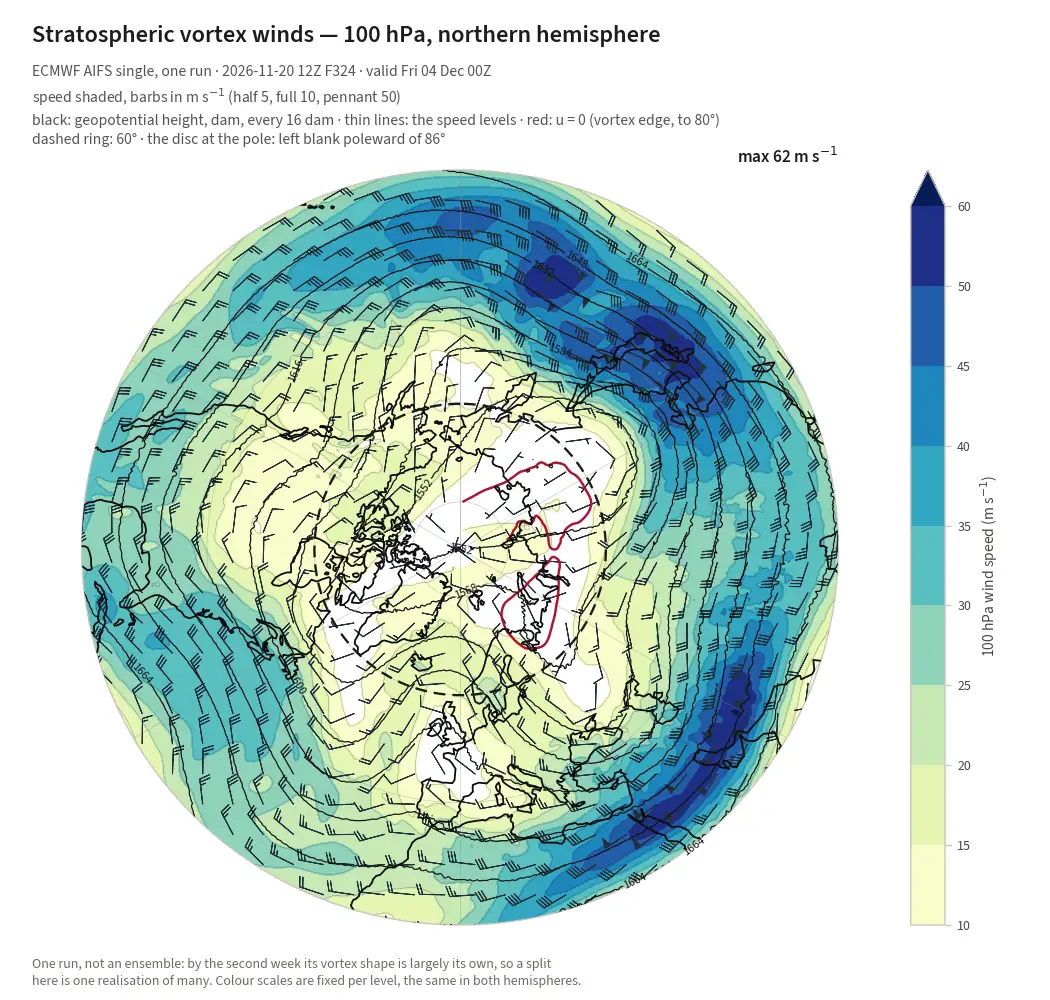 Stratospheric vortex winds — 100 hPa, northern hemisphere
ECMWF AIFS single, one run · 2026-11-20 12Z F324 · valid Fri 04 Dec 00Z
speed shaded, barbs in m s−1 (half 5, full 10, pennant 50)
black: geopotential height, dam, every 16 dam · thin lines: the speed levels · red: u = 0 (vortex edge, to 80°)
dashed ring: 60° · the disc at the pole: left blank poleward of 86°
max 62 m s−1
60
50
45
40
35
30
25
20
15
10
100 hPa wind speed (m s−1)
1664
1648
1632
1584
1616
1552
1600
1664
1664
1664
One run, not an ensemble: by the second week its vortex shape is largely its own, so a split
here is one realisation of many. Colour scales are fixed per level, the same in both hemispheres.